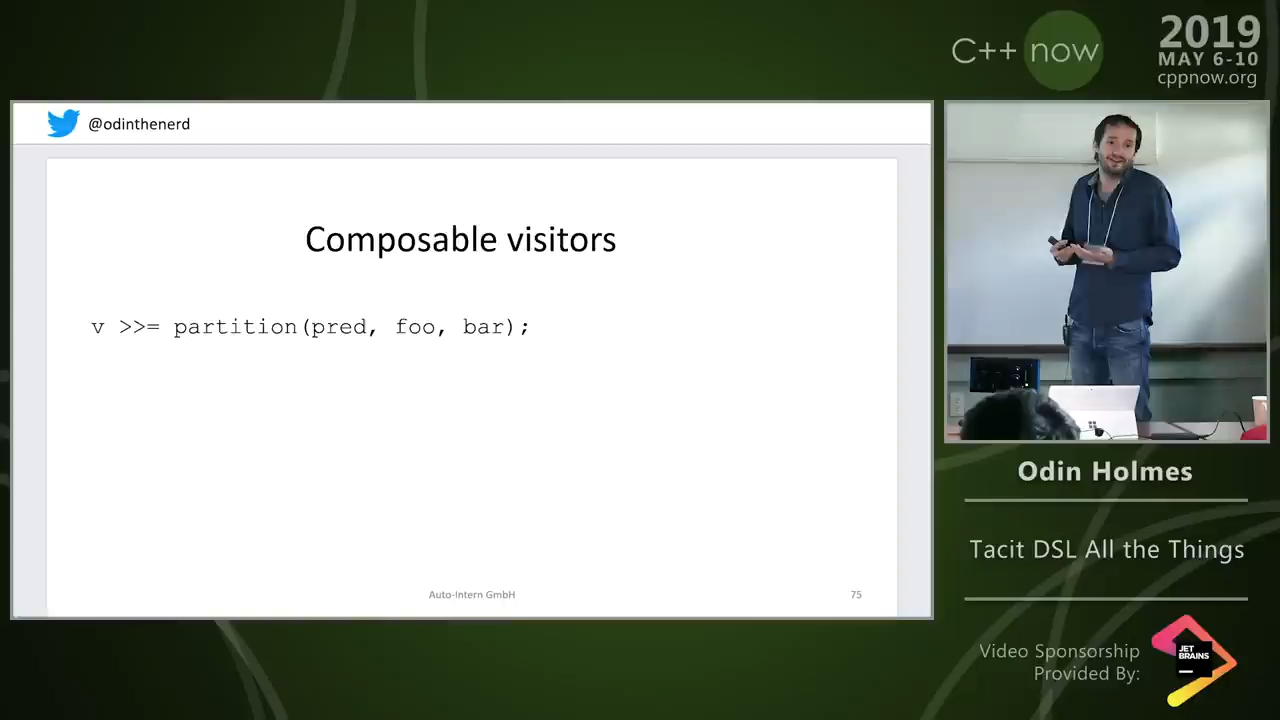 C++ now
2019
MAY 6-10
cppnow.org
@odinthenerd
Composable visitors
v >>= partition(pred, foo, bar);
Auto-Intern GmbH
75
Odin Holmes
Tacit DSL All the Things
Video Sponsorship
Provided By:
JET
BRAINS